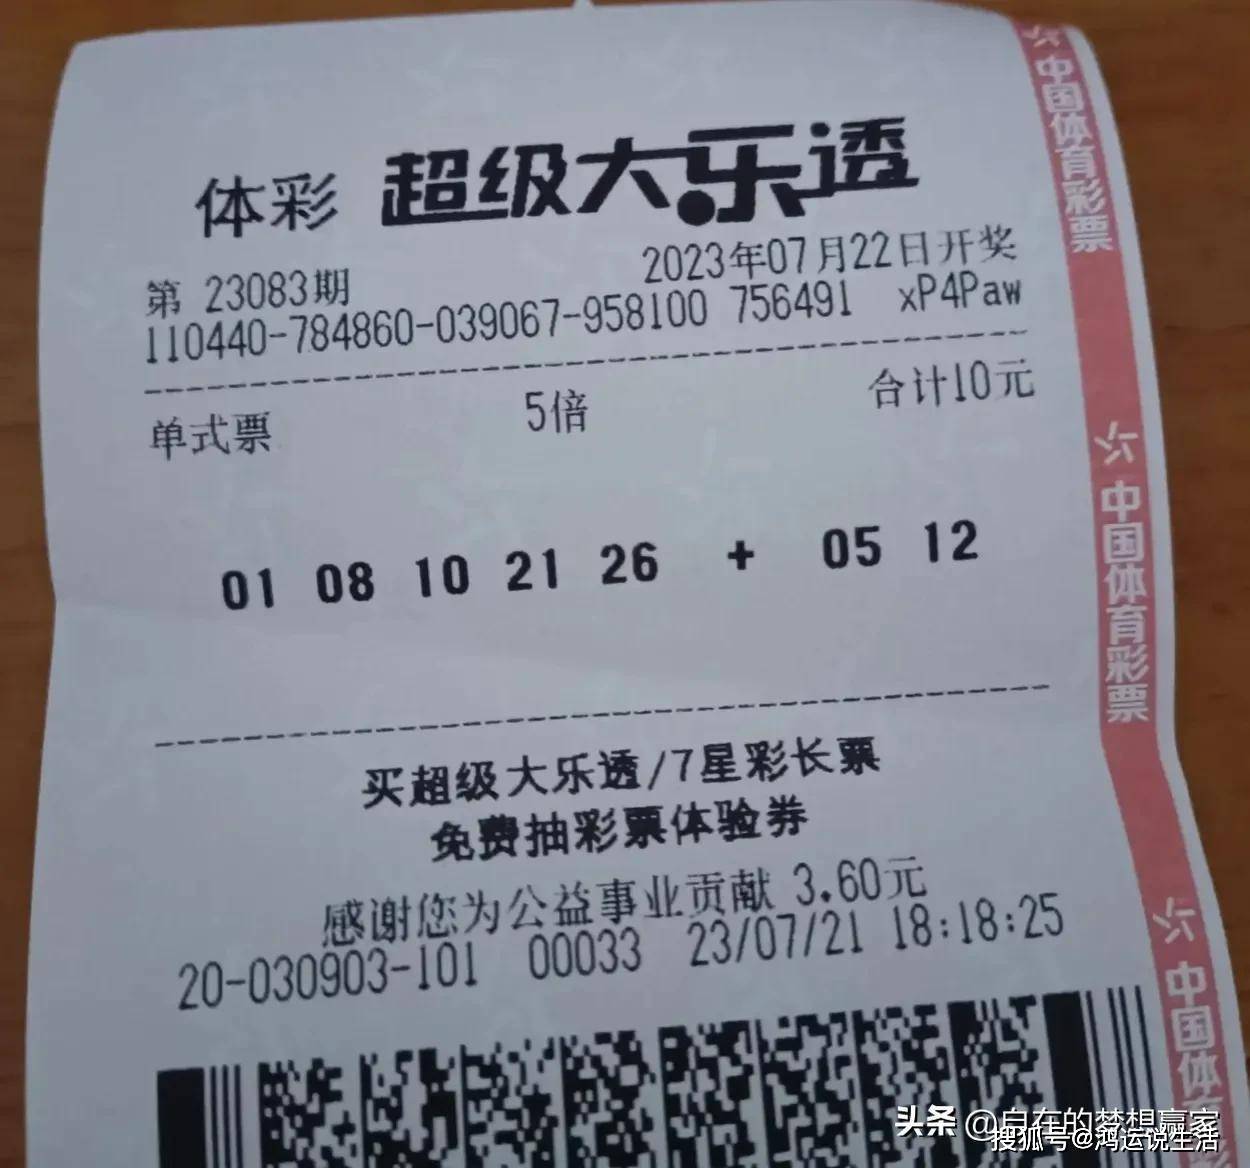 体彩 超级大乐透
第 23083期 2023年07月22日开奖
110440-784860-039067-958100 756491 xP4Paw
单式票 5倍 合计10元
01 08 10 21 26 + 05 12
买超级大乐透/7星彩长票
免费抽彩票体验券
感谢您为公益事业贡献 3.60元
20-030903-101 00033 23/07/21 18:18:25
中国体育彩票
中国体育彩票
中国体
头条 @自在的梦想赢家
搜狐号@鸿运说生活